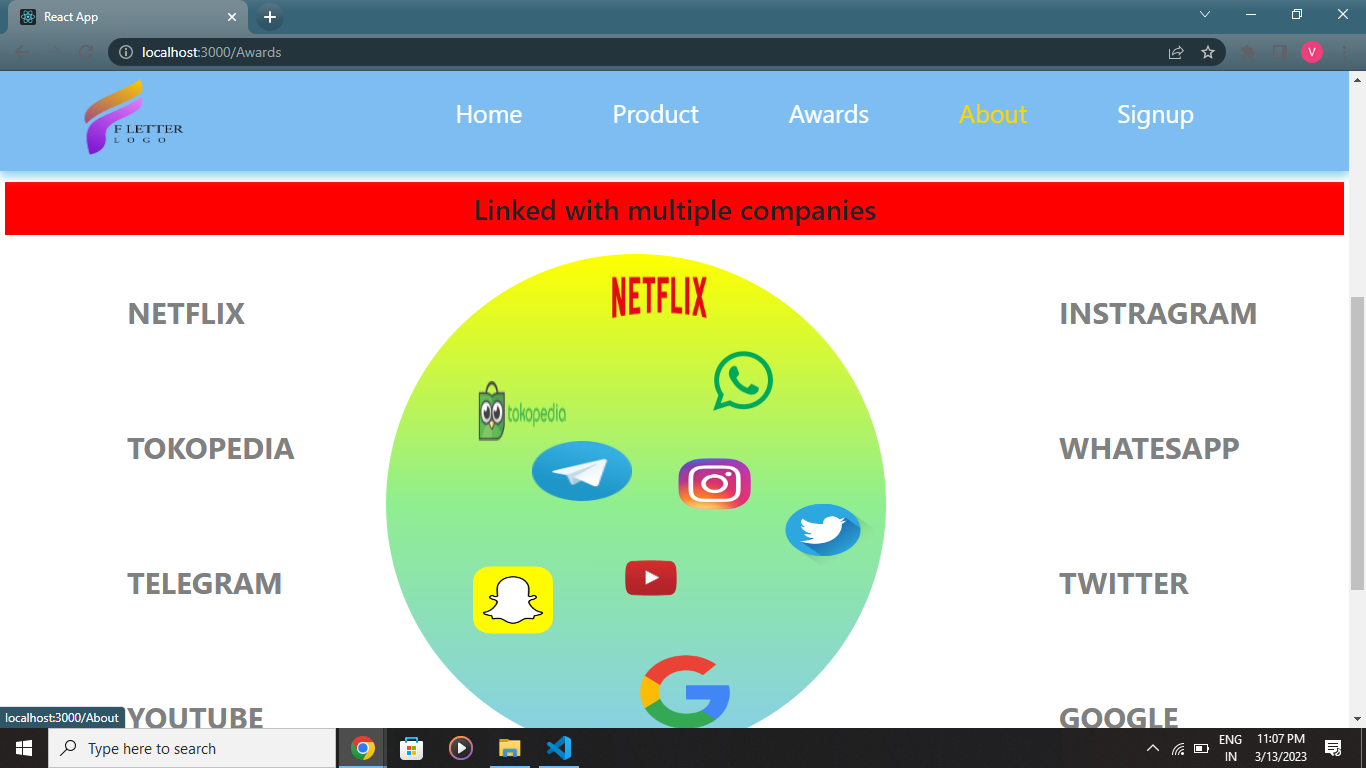 React App
localhost:3000/Awards
V
F LETTER
LOGO
Home Product Awards About Signup
Linked with multiple companies
NETFLIX
NETFLIX
INSTRAGRAM
tokopedia
TOKOPEDIA
WHATESAPP
TELEGRAM
TWITTER
YOUTUBE
GOOGLE
localhost:3000/About
Type here to search
ENG
IN
11:07 PM
3/13/2023